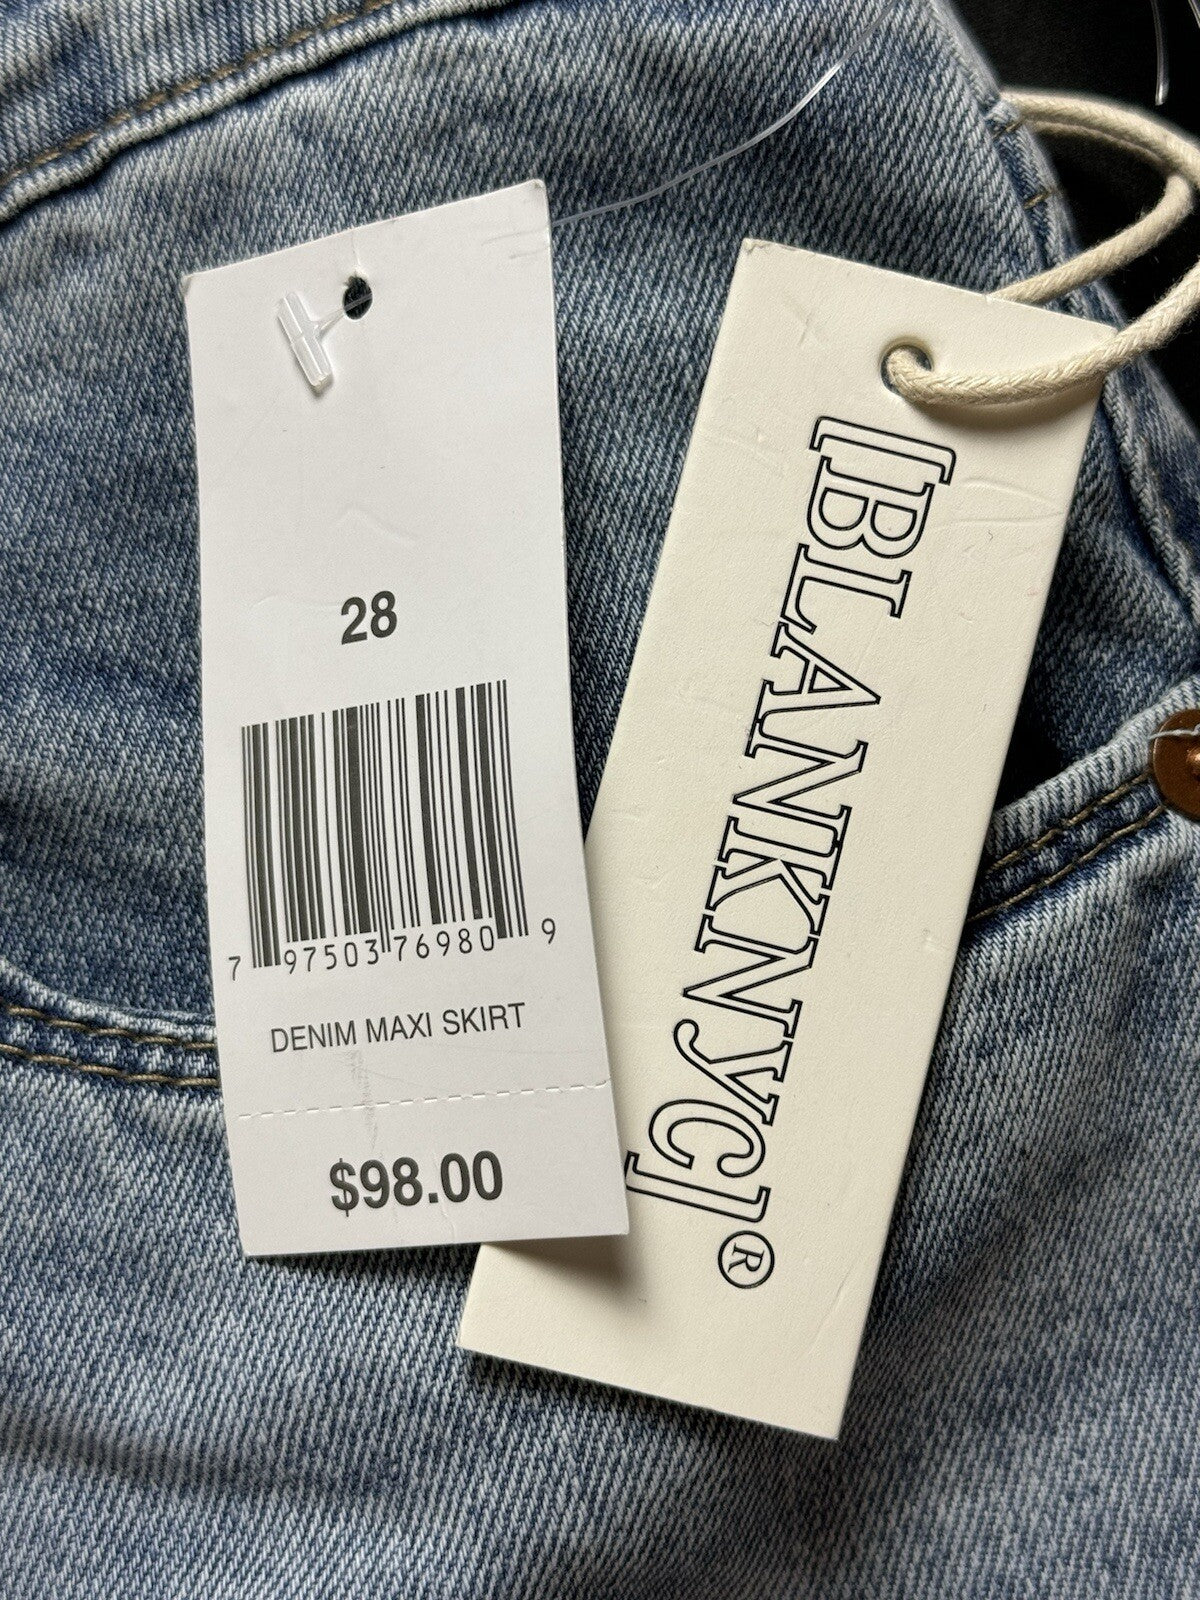 28
7 97503 76980 9
DENIM MAXI SKIRT
$98.00
[BLANKNYC]®